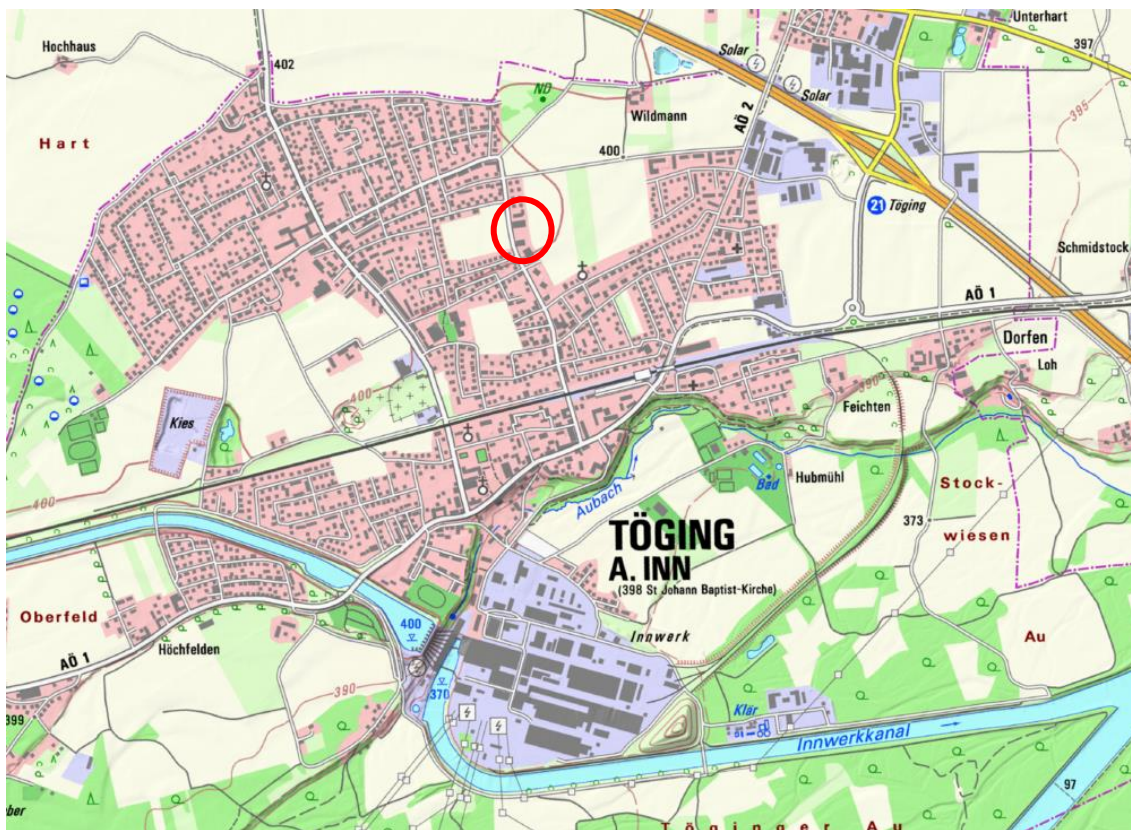 Unterhart
Hochhaus
397
Solar
402
Solar
ND
Wildmann
AÖ 2
395
Hart
400
21 Töging
Schmidstock
AÖ 1
Dorfen
Loh
400
390
Feichten
Kies
400
Bad
Hubmühl
Stock-
Aubach
373
wiesen
TÖGING
A. INN
(398 St Johann Baptist-Kirche)
Oberfeld
400
Innwerk
Au
Höchfelden
AÖ 1
370
390
399
Klär
Innwerkkanal
97
Töginger Au